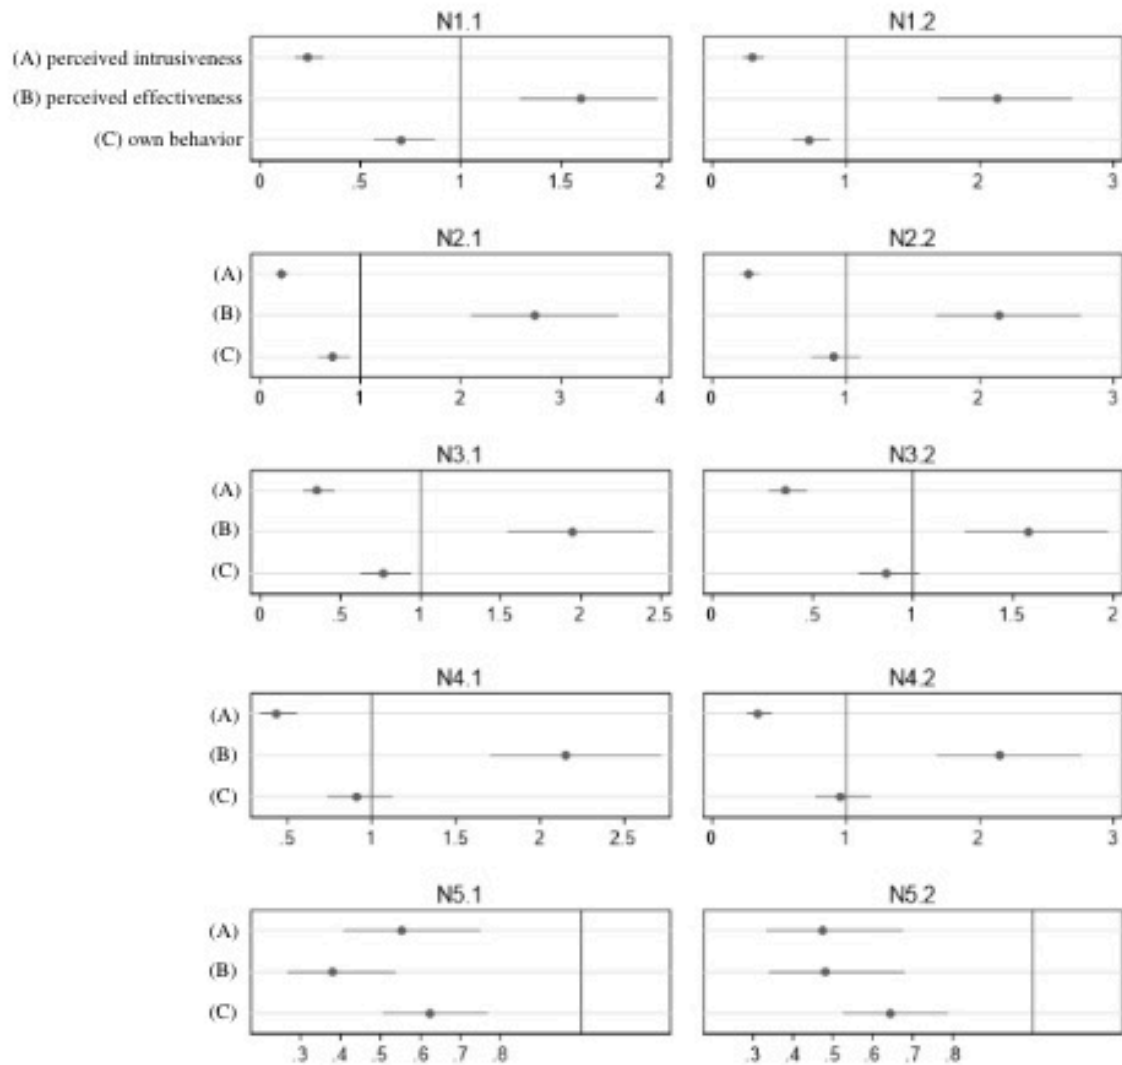 N1.1 N1.2
(A) perceived intrusiveness
(B) perceived effectiveness
(C) own behavior
0 .5 1 1.5 2 0 1 2 3
N2.1 N2.2
(A)
(B)
(C)
0 1 2 3 4 0 1 2 3
N3.1 N3.2
(A)
(B)
(C)
0 .5 1 1.5 2 2.5 0 .5 1 1.5 2
N4.1 N4.2
(A)
(B)
(C)
.5 1 1.5 2 2.5 0 1 2 3
N5.1 N5.2
(A)
(B)
(C)
.3 .4 .5 .6 .7 .8 .3 .4 .5 .6 .7 .8